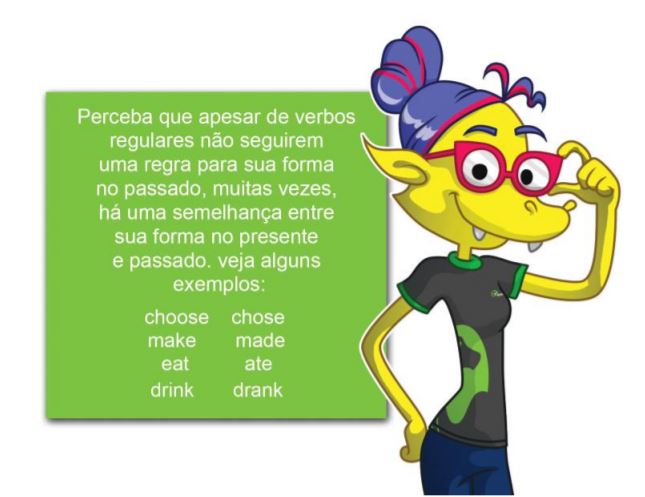 Perceba que apesar de verbos
regulares não seguirem
uma regra para sua forma
no passado, muitas vezes,
há uma semelhança entre
sua forma no presente
e passado. veja alguns
exemplos:
choose chose
make made
eat ate
drink drank